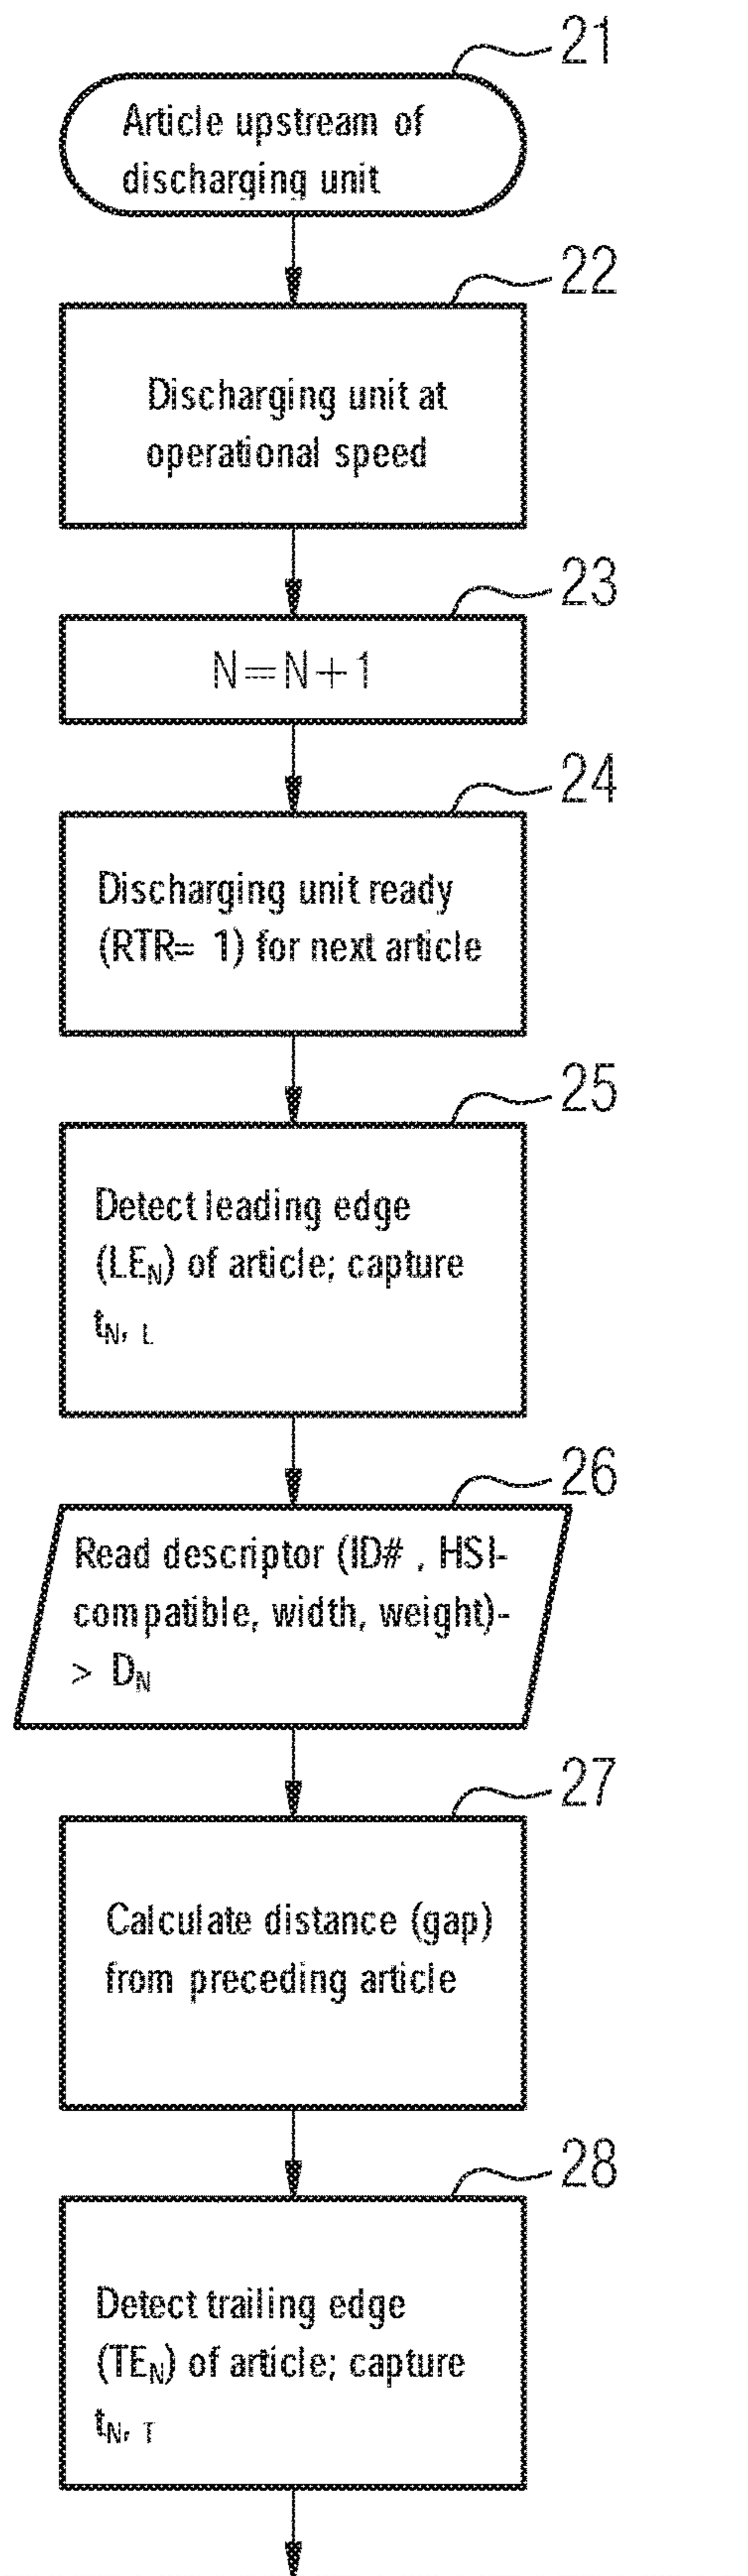 21
Article upstream of
discharging unit
22
Discharging unit at
operational speed
23
N=N+1
24
Discharging unit ready
(RTR= 1) for next article
25
Detect leading edge
(LEN) of article; capture
tN, L
26
Read descriptor (ID# , HSI-
compatible, width, weight)-
> DN
27
Calculate distance (gap)
from preceding article
28
Detect trailing edge
(TEN) of article; capture
tN, T